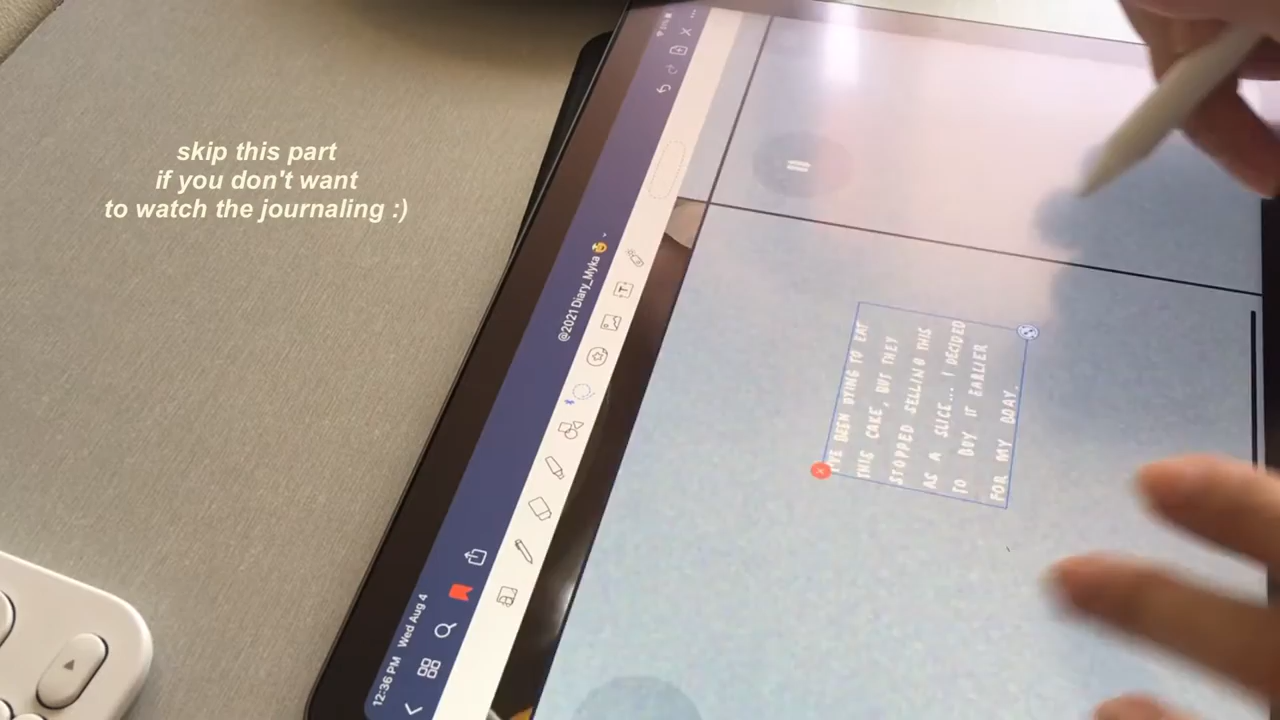 skip this part
if you don't want
to watch the journaling :)
12:36 PM Wed Aug 4
@2021 Diary_Myka
I'VE BEEN DYING TO EAT
THIS CAKE, BUT THEY
STOPPED SELLING THIS
AS A SLICE... I DECIDED
TO BUY IT EARLIER
FOR MY BDAY.